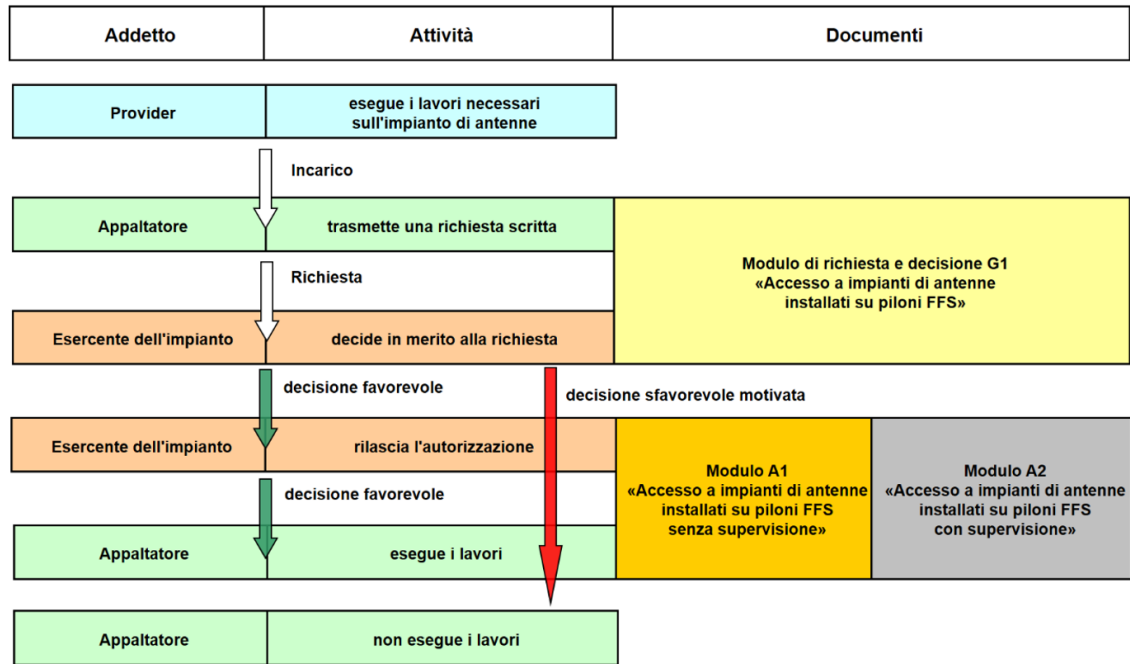 Addetto
Attività
Documenti
Provider
esegue i lavori necessari
sull'impianto di antenne
Incarico
Appaltatore
trasmette una richiesta scritta
Modulo di richiesta e decisione G1
«Accesso a impianti di antenne
installati su piloni FFS»
Richiesta
Esercente dell'impianto
decide in merito alla richiesta
decisione favorevole
decisione sfavorevole motivata
Esercente dell'impianto
rilascia l'autorizzazione
Modulo A1
«Accesso a impianti di antenne
installati su piloni FFS
senza supervisione»
Modulo A2
«Accesso a impianti di antenne
installati su piloni FFS
con supervisione»
decisione favorevole
Appaltatore
esegue i lavori
Appaltatore
non esegue i lavori